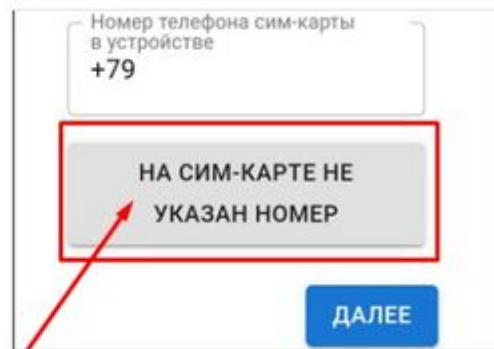 Номер телефона сим-карты
в устройстве
+79
НА СИМ-КАРТЕ НЕ
УКАЗАН НОМЕР
ДАЛЕЕ